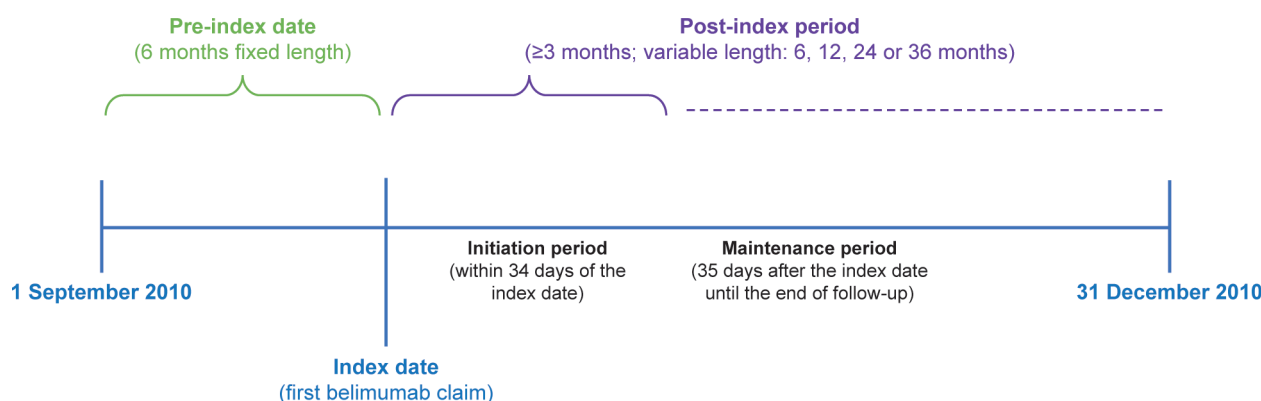 Pre-index date
(6 months fixed length)
Post-index period
(≥3 months; variable length: 6, 12, 24 or 36 months)
Initiation period
(within 34 days of the
index date)
Maintenance period
(35 days after the index date
until the end of follow-up)
1 September 2010
31 December 2010
Index date
(first belimumab claim)